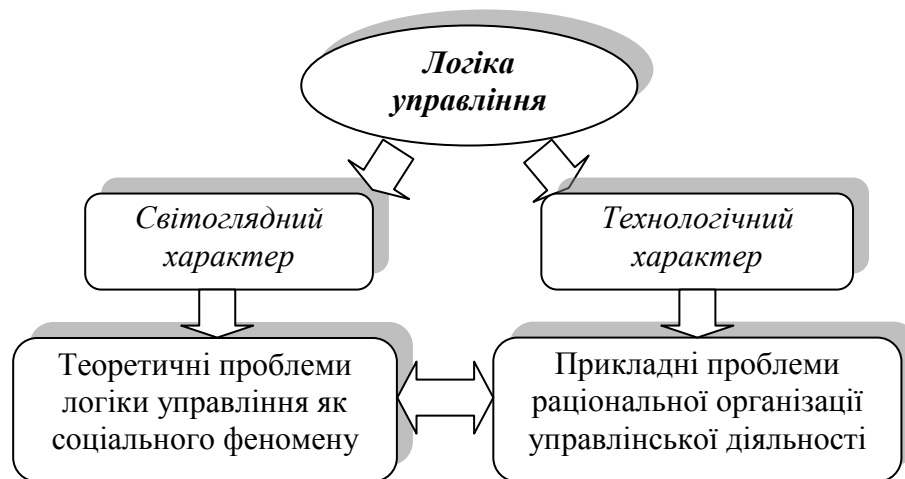 Логіка
управління
Світоглядний
характер
Технологічний
характер
Теоретичні проблеми
логіки управління як
соціального феномену
Прикладні проблеми
раціональної організації
управлінської діяльності